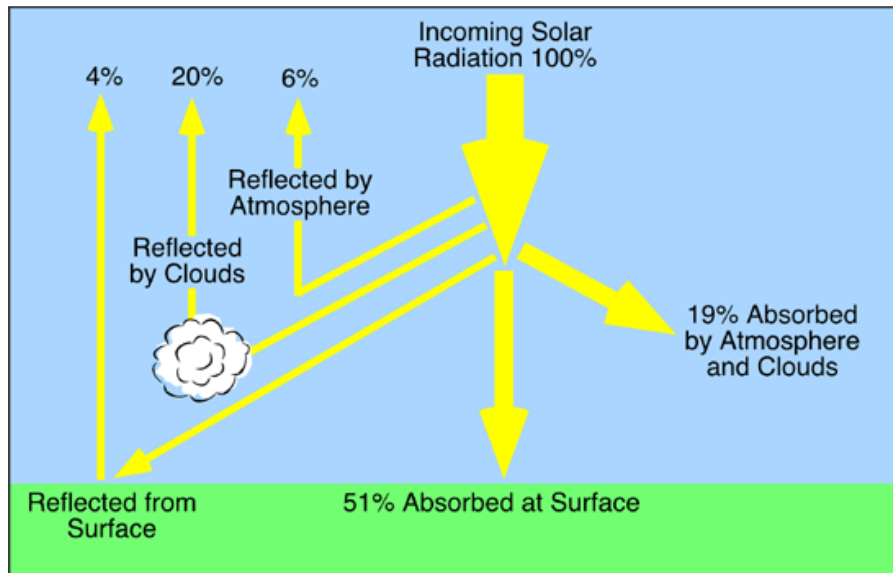 Incoming Solar
Radiation 100%
4%
20%
6%
Reflected by
Atmosphere
Reflected
by Clouds
19% Absorbed
by Atmosphere
and Clouds
Reflected from
Surface
51% Absorbed at Surface